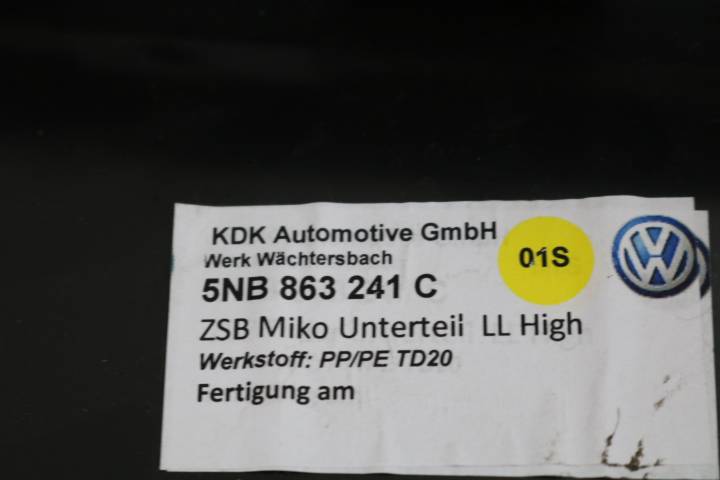 KDK Automotive GmbH
Werk Wächtersbach
01S
5NB 863 241 C
ZSB Miko Unterteil LL High
Werkstoff: PP/PE TD20
Fertigung am